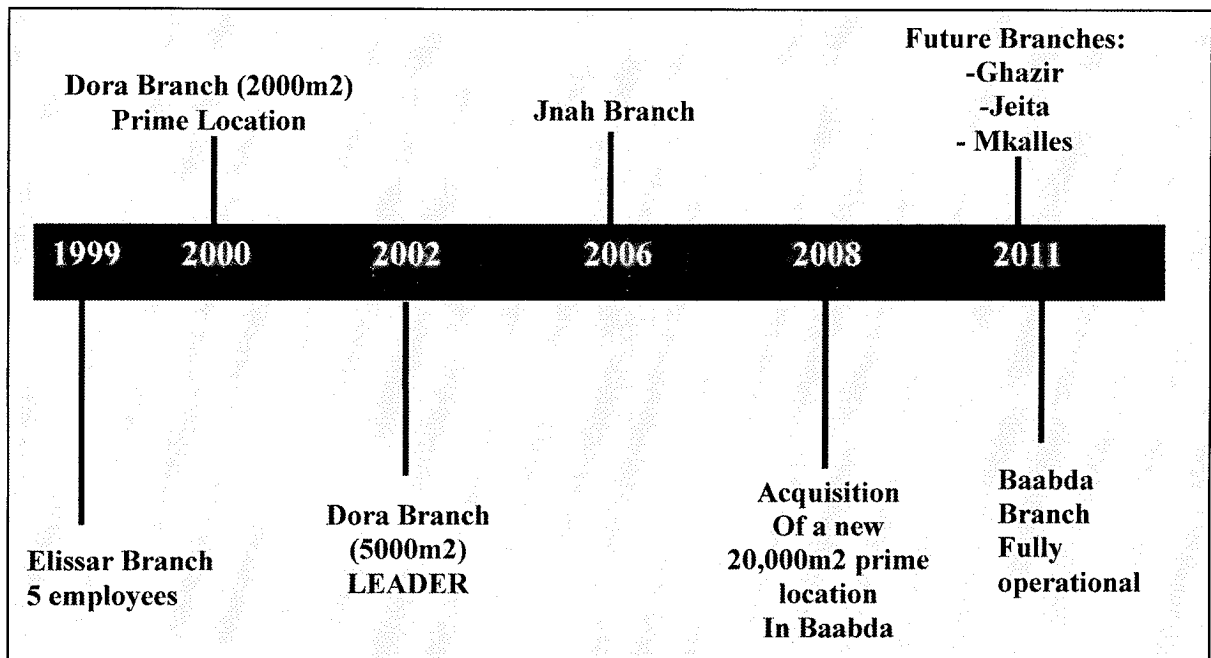 Future Branches:
-Ghazir
-Jeita
- Mkalles
Dora Branch (2000m2)
Prime Location
Jnah Branch
1999 2000 2002 2006 2008 2011
Elissar Branch
5 employees
Dora Branch
(5000m2)
LEADER
Acquisition
Of a new
20,000m2 prime
location
In Baabda
Baabda
Branch
Fully
operational